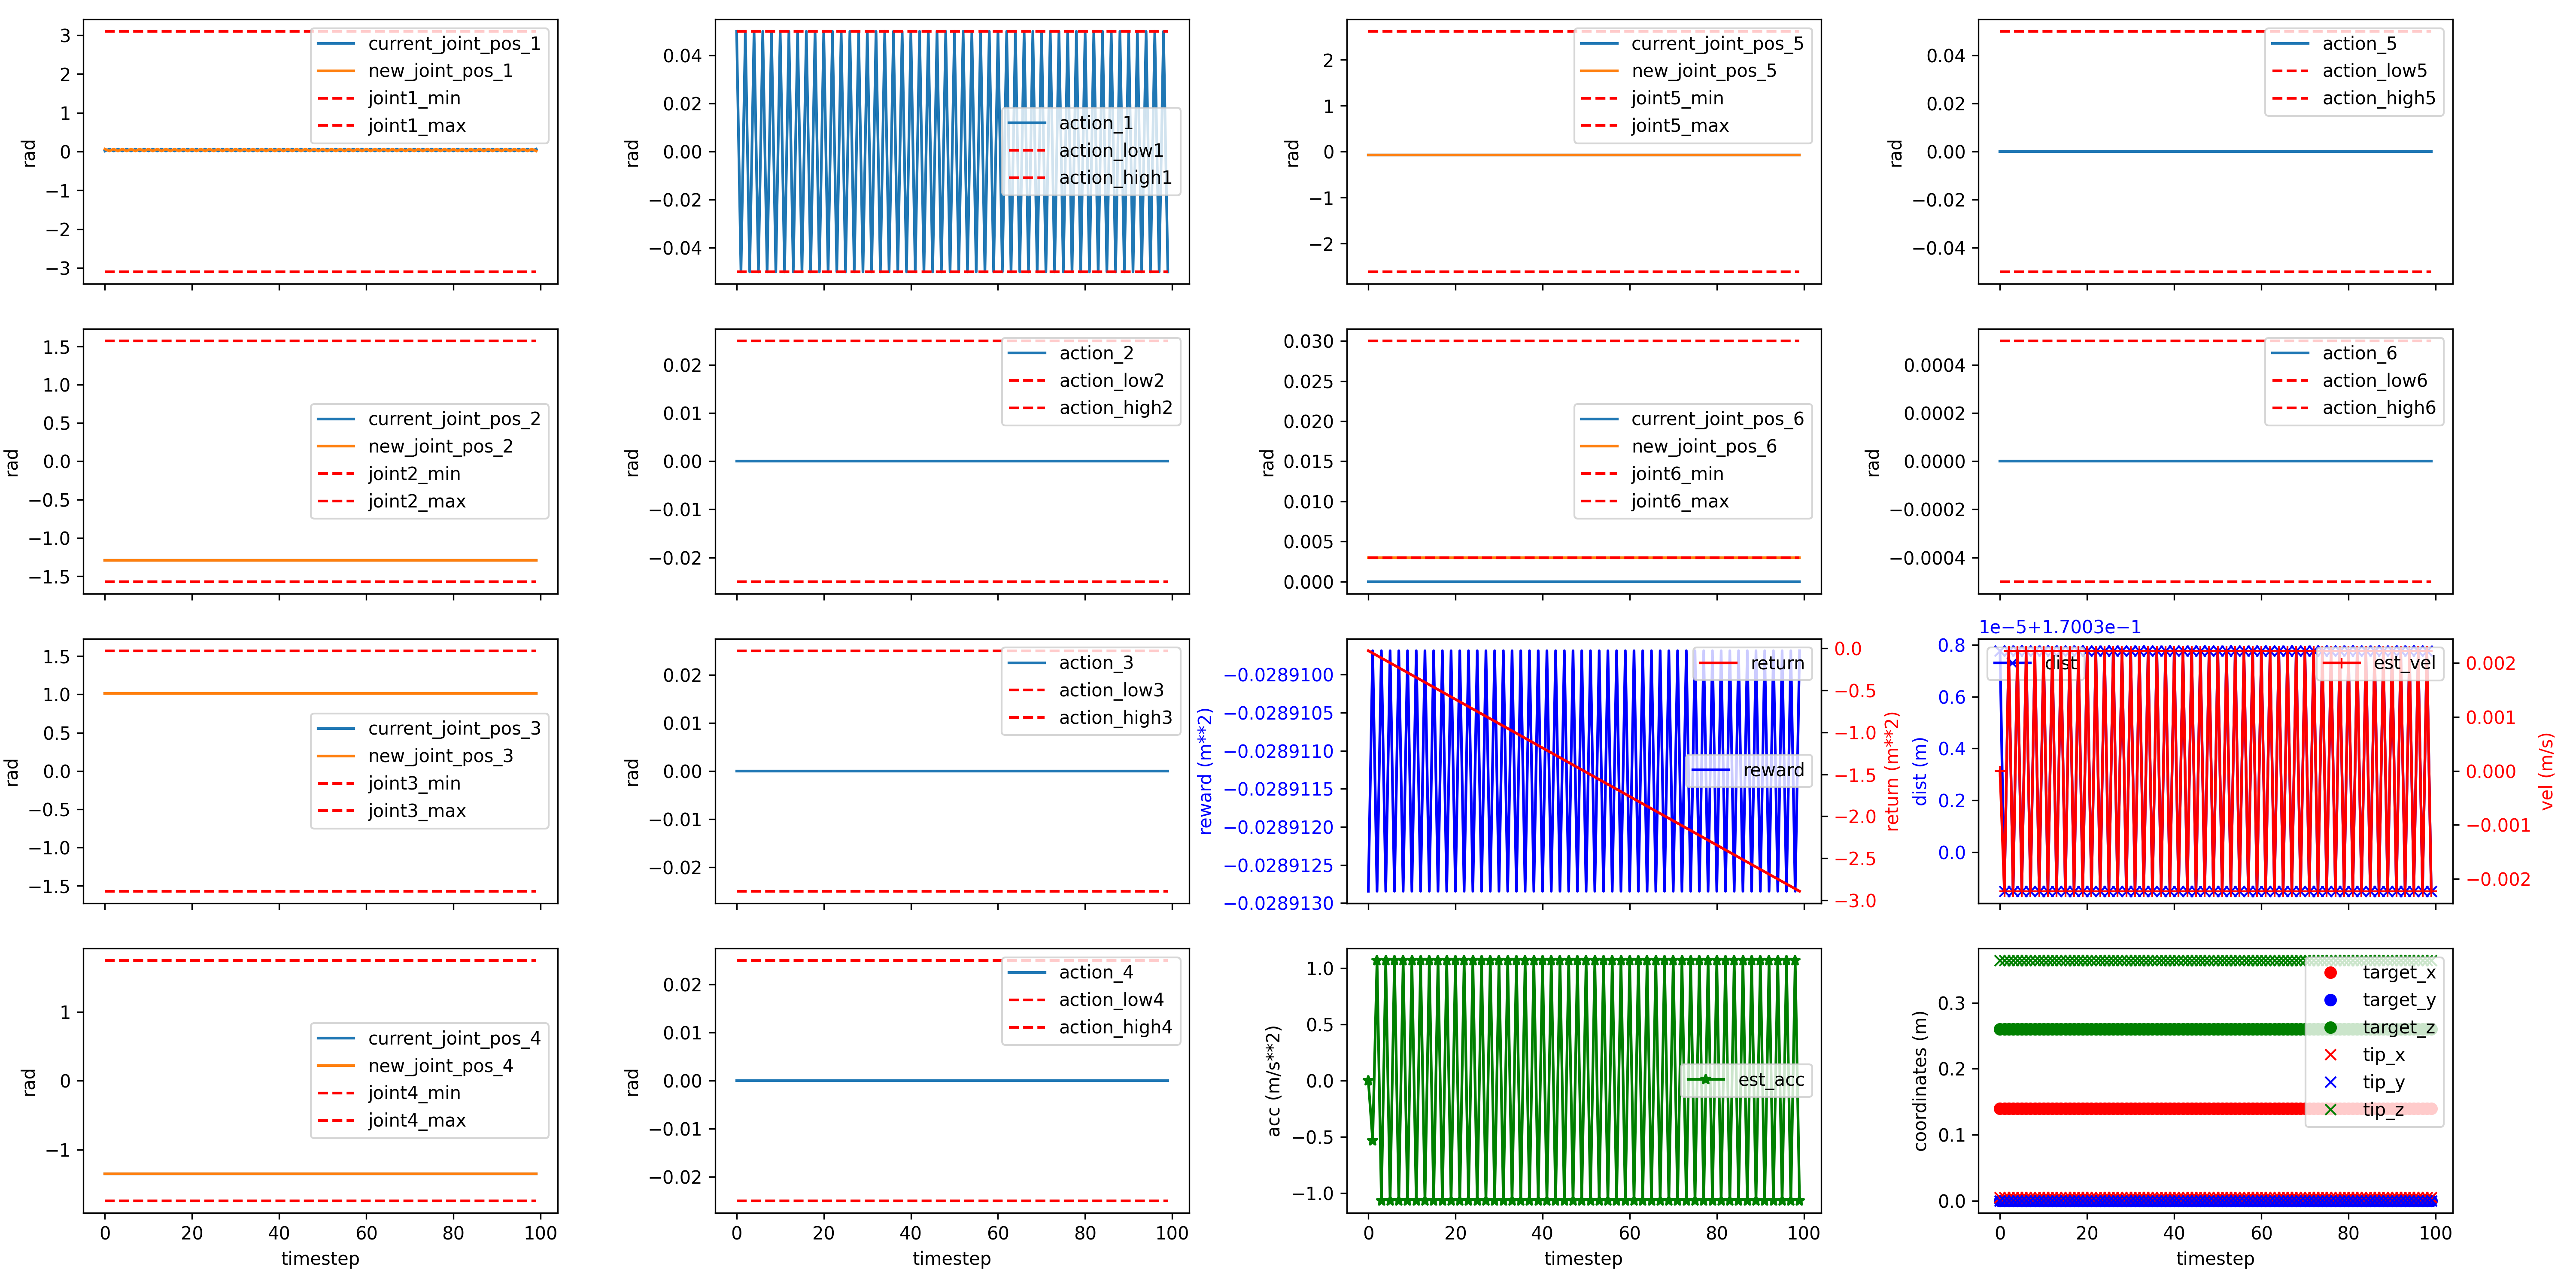 3
2
1
0
−1
−2
−3
rad
current_joint_pos_1
new_joint_pos_1
joint1_min
joint1_max
0.04
0.02
0.00
−0.02
−0.04
rad
action_1
action_low1
action_high1
2
1
0
−1
−2
rad
current_joint_pos_5
new_joint_pos_5
joint5_min
joint5_max
0.04
0.02
0.00
−0.02
−0.04
rad
action_5
action_low5
action_high5
1.5
1.0
0.5
0.0
−0.5
−1.0
−1.5
rad
current_joint_pos_2
new_joint_pos_2
joint2_min
joint2_max
0.02
0.01
0.00
−0.01
−0.02
rad
action_2
action_low2
action_high2
0.030
0.025
0.020
0.015
0.010
0.005
0.000
rad
current_joint_pos_6
new_joint_pos_6
joint6_min
joint6_max
0.0004
0.0002
0.0000
−0.0002
−0.0004
rad
action_6
action_low6
action_high6
1.5
1.0
0.5
0.0
−0.5
−1.0
−1.5
rad
current_joint_pos_3
new_joint_pos_3
joint3_min
joint3_max
0.02
0.01
0.00
−0.01
−0.02
rad
action_3
action_low3
action_high3
−0.0289100
−0.0289105
−0.0289110
−0.0289115
−0.0289120
−0.0289125
−0.0289130
reward (m**2)
return
reward
0.0
−0.5
−1.0
−1.5
−2.0
−2.5
−3.0
return (m**2)
1e−5+1.7003e−1
0.8
0.6
0.4
0.2
0.0
dist (m)
dist
est_vel
0.002
0.001
0.000
−0.001
−0.002
vel (m/s)
1
0
−1
rad
current_joint_pos_4
new_joint_pos_4
joint4_min
joint4_max
0 20 40 60 80 100
timestep
0.02
0.01
0.00
−0.01
−0.02
rad
action_4
action_low4
action_high4
0 20 40 60 80 100
timestep
1.0
0.5
0.0
−0.5
−1.0
acc (m/s**2)
est_acc
0 20 40 60 80 100
timestep
0.3
0.2
0.1
0.0
coordinates (m)
target_x
target_y
target_z
tip_x
tip_y
tip_z
0 20 40 60 80 100
timestep